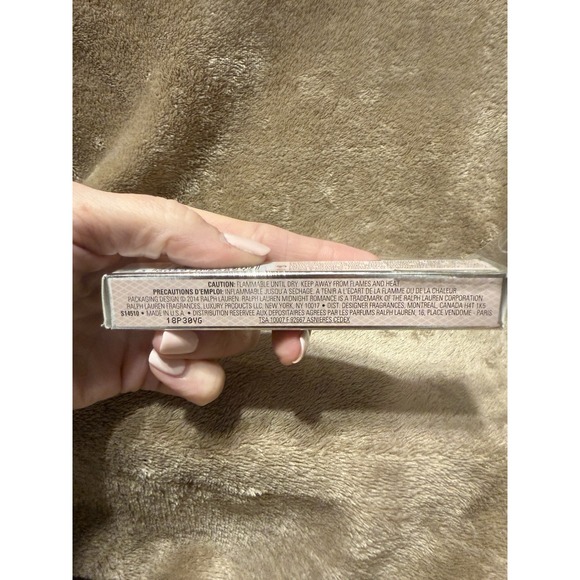 CAUTION: FLAMMABLE UNTIL DRY. KEEP AWAY FROM FLAMES AND HEAT.
PRECAUTIONS D'EMPLOI: INFLAMMABLE JUSQU'A SECHAGE. A TENIR A L'ECART DE LA FLAMME OU DE LA CHALEUR
PACKAGING DESIGN © 2014 RALPH LAUREN. RALPH LAUREN MIDNIGHT ROMANCE IS A TRADEMARK OF THE RALPH LAUREN CORPORATION.
RALPH LAUREN FRAGRANCES, LUXURY PRODUCTS LLC, NEW YORK, NY 10017 • DIST. DESIGNER FRAGRANCES, MONTREAL, CANADA H4T 1K5
S14510 • MADE IN U.S.A. • DISTRIBUTION RESERVEE AUX DEPOSITAIRES AGREES PAR LES PARFUMS RALPH LAUREN, 16, PLACE VENDOME - PARIS
18P30VG TSA 10007 F 92667 ASNIERES CEDEX